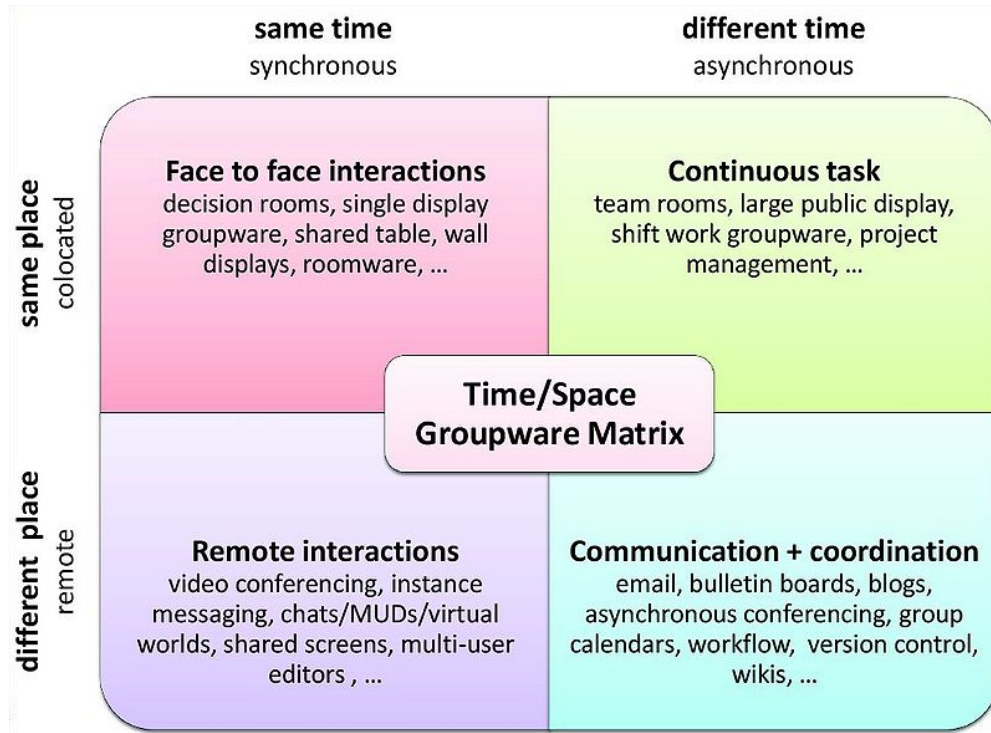 same time
synchronous
different time
asynchronous
same place
colocated
Face to face interactions
decision rooms, single display
groupware, shared table, wall
displays, roomware, ...
Continuous task
team rooms, large public display,
shift work groupware, project
management, ...
Time/Space
Groupware Matrix
different place
remote
Remote interactions
video conferencing, instance
messaging, chats/MUDs/virtual
worlds, shared screens, multi-user
editors , ...
Communication + coordination
email, bulletin boards, blogs,
asynchronous conferencing, group
calendars, workflow, version control,
wikis, ...